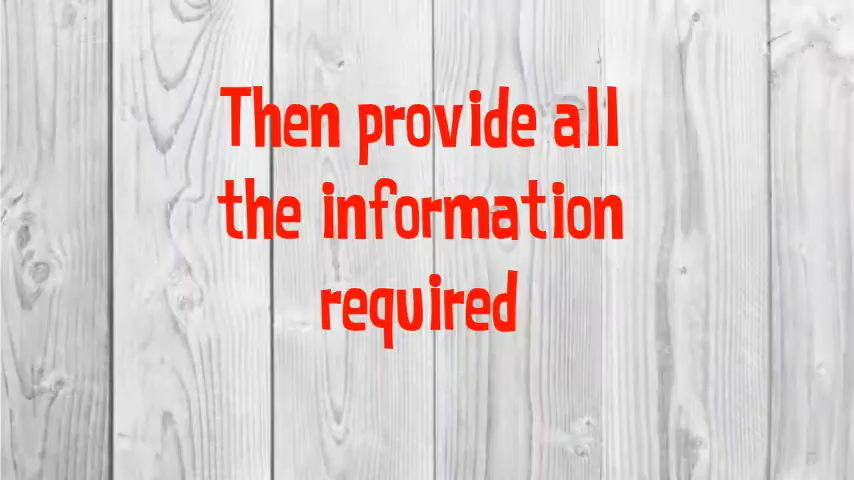 Then provide all
the information
required